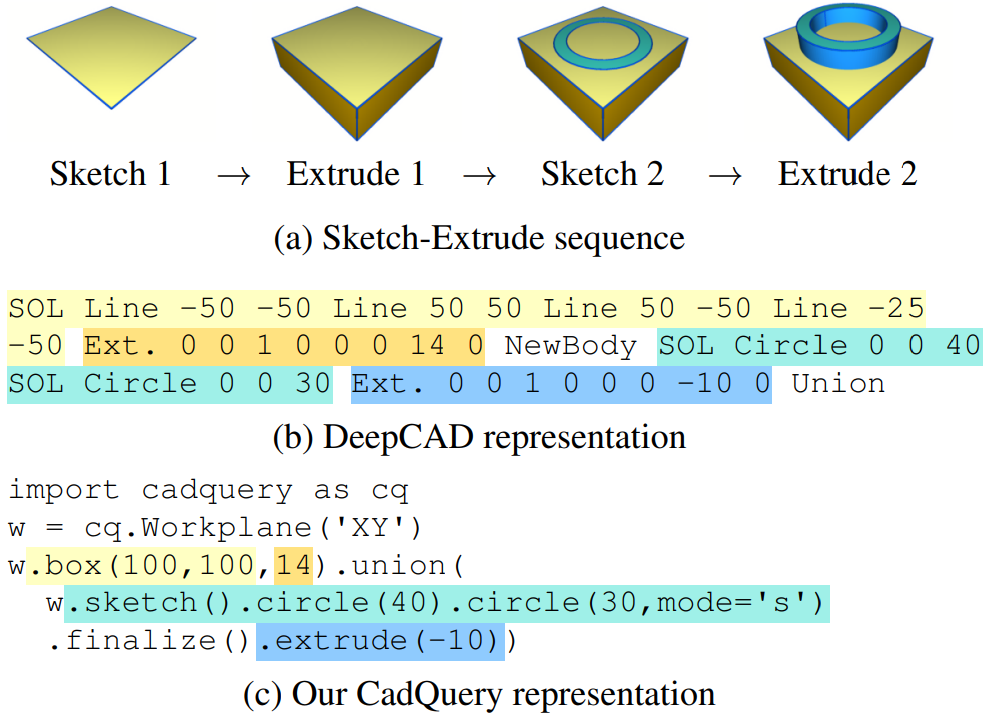 Sketch 1 → Extrude 1 → Sketch 2 → Extrude 2
(a) Sketch-Extrude sequence
SOL Line -50 -50 Line 50 50 Line 50 -50 Line -25
-50 Ext. 0 0 1 0 0 0 14 0 NewBody SOL Circle 0 0 40
SOL Circle 0 0 30 Ext. 0 0 1 0 0 0 -10 0 Union
(b) DeepCAD representation
import cadquery as cq
w = cq.Workplane('XY')
w.box(100,100,14).union(
w.sketch().circle(40).circle(30,mode='s')
.finalize().extrude(-10))
(c) Our CadQuery representation